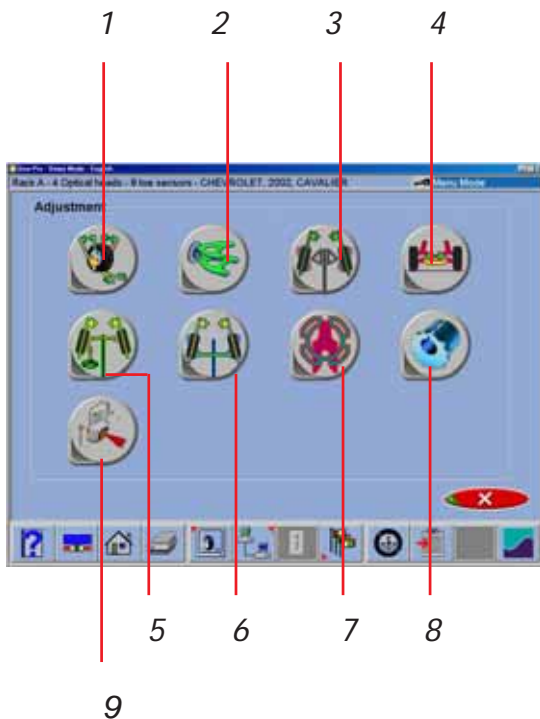 1 2 3 4
Race A - 4 Optical heads - 8 toe sensors - CHEVROLET, 2002, CAVALIER Menu Mode
Adjustment
5 6 7 8
9